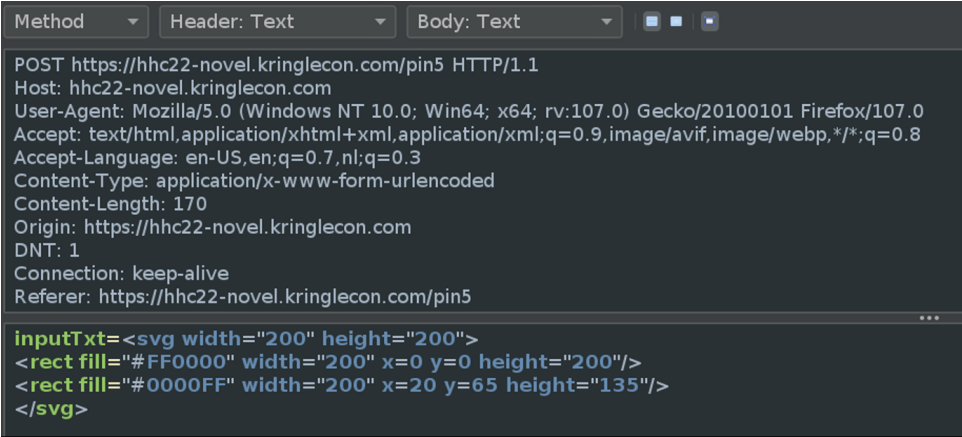 Method Header: Text Body: Text
POST https://hhc22-novel.kringlecon.com/pin5 HTTP/1.1
Host: hhc22-novel.kringlecon.com
User-Agent: Mozilla/5.0 (Windows NT 10.0; Win64; x64; rv:107.0) Gecko/20100101 Firefox/107.0
Accept: text/html,application/xhtml+xml,application/xml;q=0.9,image/avif,image/webp,*/*;q=0.8
Accept-Language: en-US,en;q=0.7,nl;q=0.3
Content-Type: application/x-www-form-urlencoded
Content-Length: 170
Origin: https://hhc22-novel.kringlecon.com
DNT: 1
Connection: keep-alive
Referer: https://hhc22-novel.kringlecon.com/pin5
inputTxt=<svg width="200" height="200">
<rect fill="#FF0000" width="200" x=0 y=0 height="200"/>
<rect fill="#0000FF" width="200" x=20 y=65 height="135"/>
</svg>